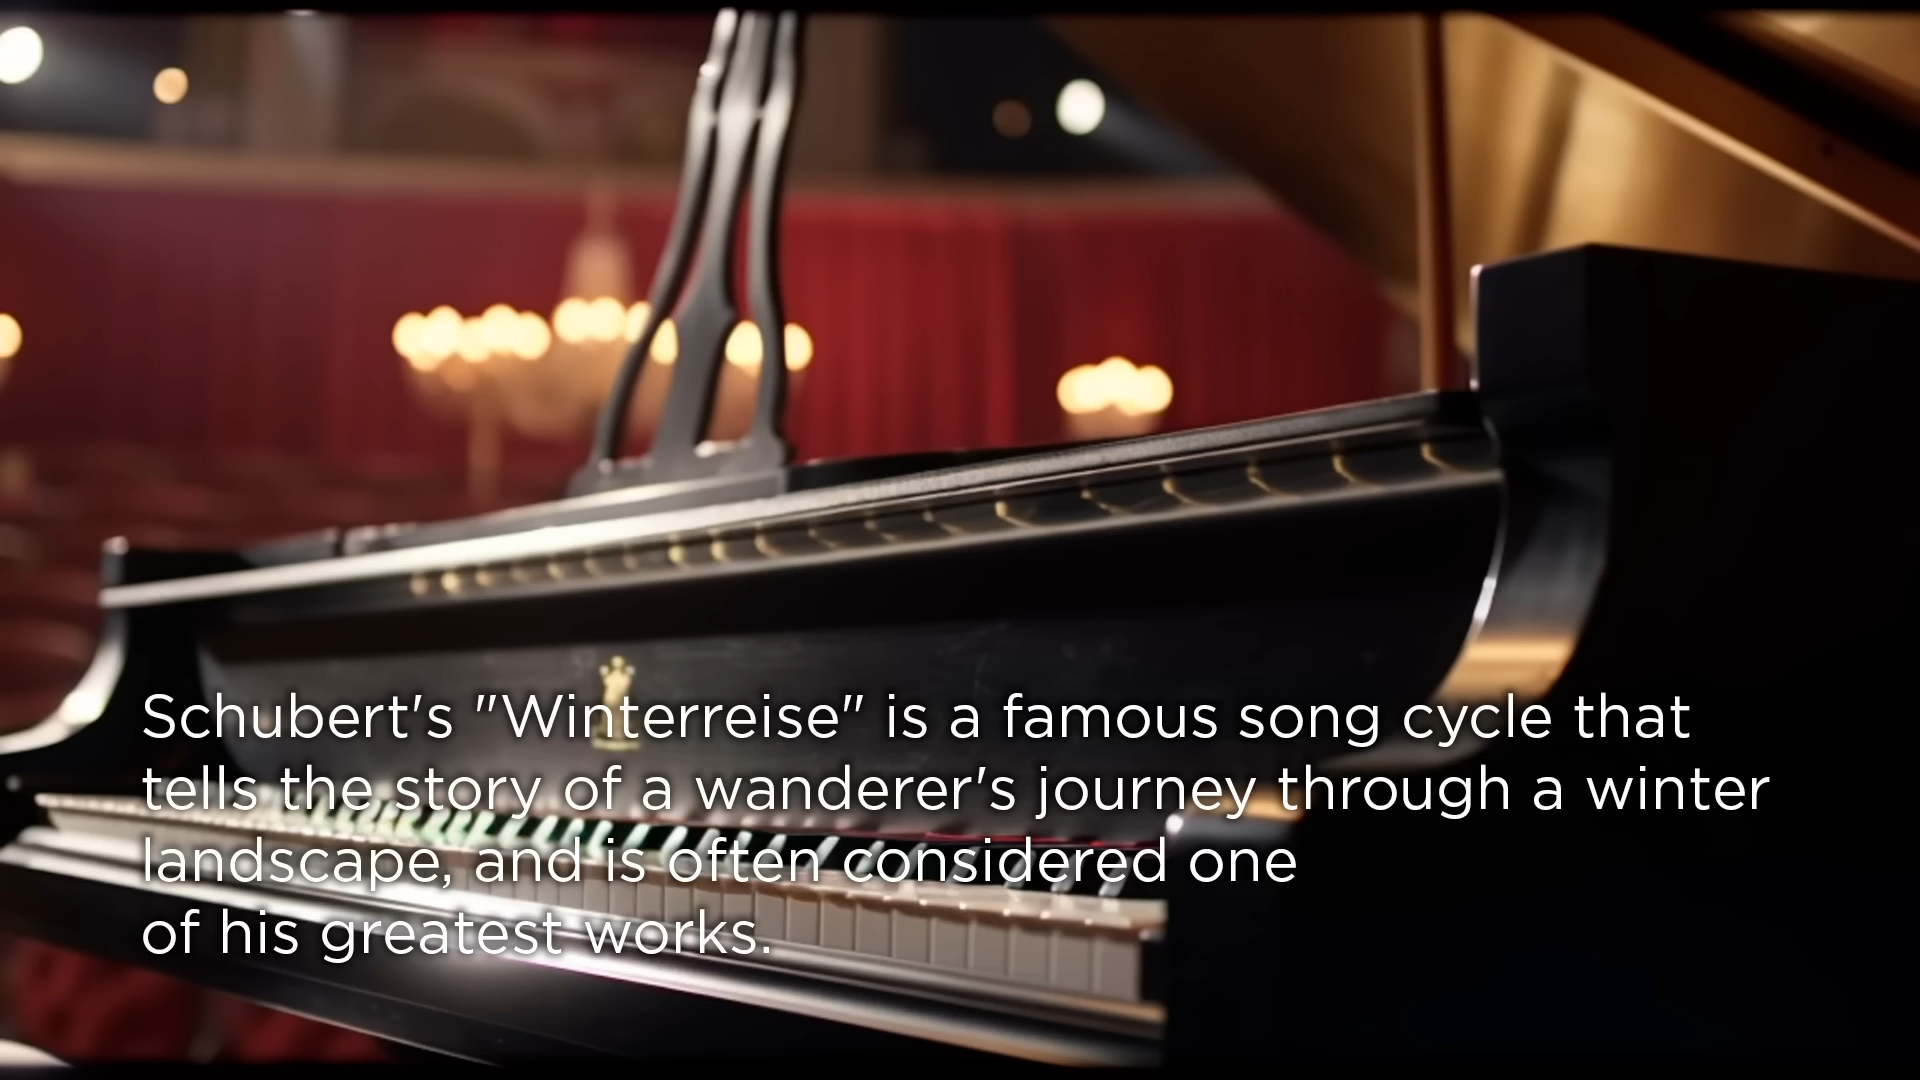 Schubert's "Winterreise" is a famous song cycle that
tells the story of a wanderer's journey through a winter
landscape, and is often considered one
of his greatest works.